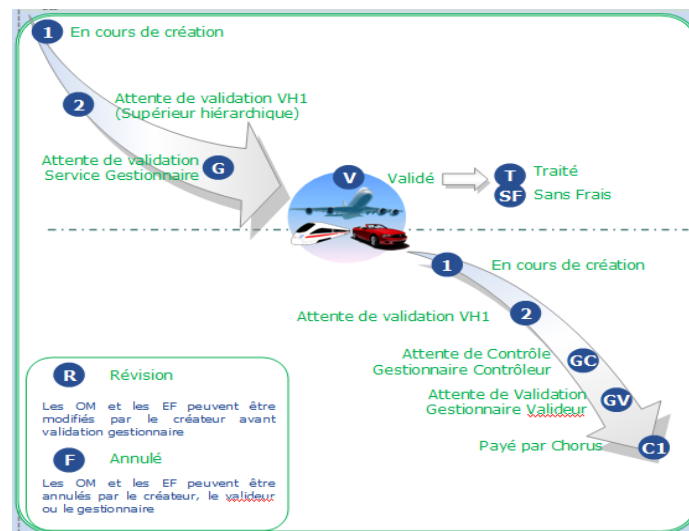 1 En cours de création
2 Attente de validation VH1
(Supérieur hiérarchique)
Attente de validation
Service Gestionnaire G
V Validé
T Traité
SF Sans Frais
1 En cours de création
Attente de validation VH1 2
Attente de Contrôle
Gestionnaire Contrôleur GC
Attente de Validation
Gestionnaire Valideur GV
Payé par Chorus C1
R Révision
Les OM et les EF peuvent être
modifiés par le créateur avant
validation gestionnaire
F Annulé
Les OM et les EF peuvent être
annulés par le créateur, le valideur
ou le gestionnaire